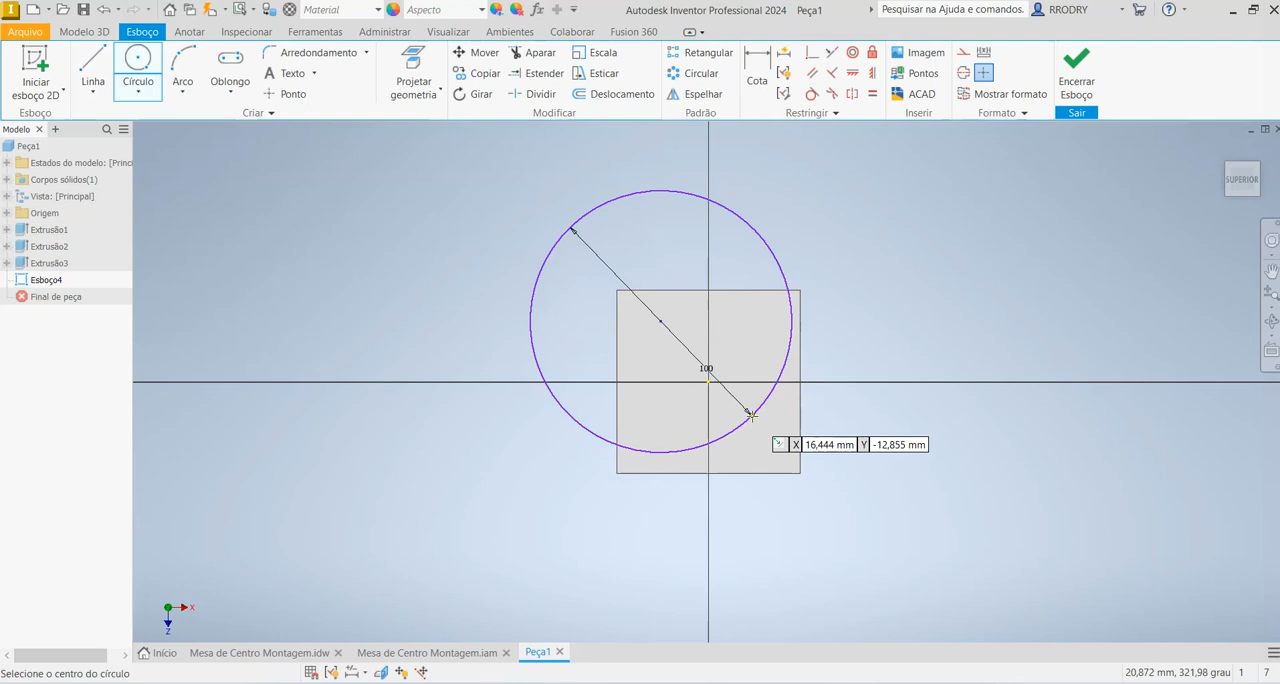 Material
Aspecto
Autodesk Inventor Professional 2024 Peça1
Pesquisar na Ajuda e comandos.
RRODRY
Arquivo
Modelo 3D
Esboço
Anotar
Inspecionar
Ferramentas
Administrar
Visualizar
Ambientes
Colaborar
Fusion 360
Iniciar
esboço 2D
Linha
Círculo
Arco
Oblongo
Arredondamento
Texto
Ponto
Projetar
geometria
Mover
Copiar
Girar
Aparar
Estender
Dividir
Escala
Esticar
Deslocamento
Retangular
Circular
Espelhar
Cota
Imagem
Pontos
ACAD
Mostrar formato
Encerrar
Esboço
Esboço
Criar
Modificar
Padrão
Restringir
Inserir
Formato
Sair
Modelo
Peça1
Estados do modelo: [Princ
Corpos sólidos(1)
Vista: [Principal]
Origem
Extrusão1
Extrusão2
Extrusão3
Esboço4
Final de peça
SUPERIOR
100
X 16,444 mm Y -12,855 mm
X
Z
Início
Mesa de Centro Montagem.idw
Mesa de Centro Montagem.iam
Peça1
Selecione o centro do círculo
20,872 mm, 321,98 grau 1 7